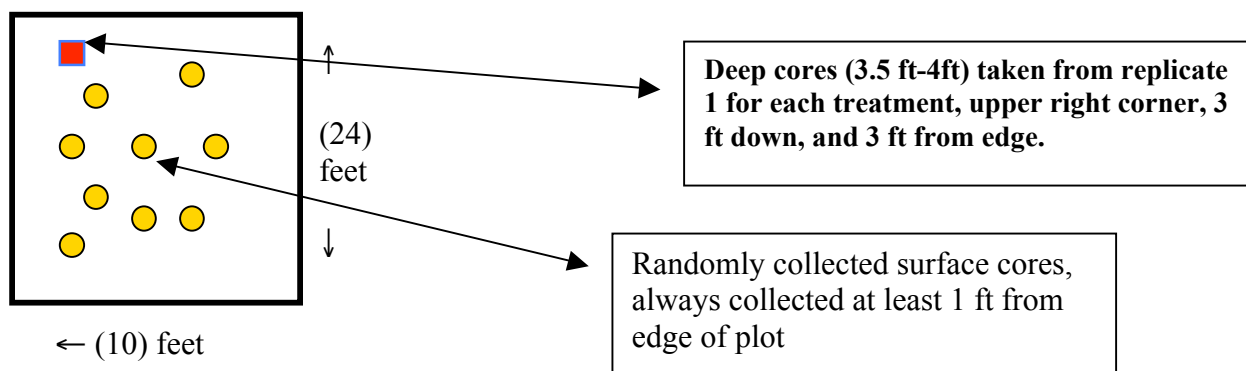 Deep cores (3.5 ft-4ft) taken from replicate
1 for each treatment, upper right corner, 3
ft down, and 3 ft from edge.
(24)
feet
Randomly collected surface cores,
always collected at least 1 ft from
edge of plot
← (10) feet